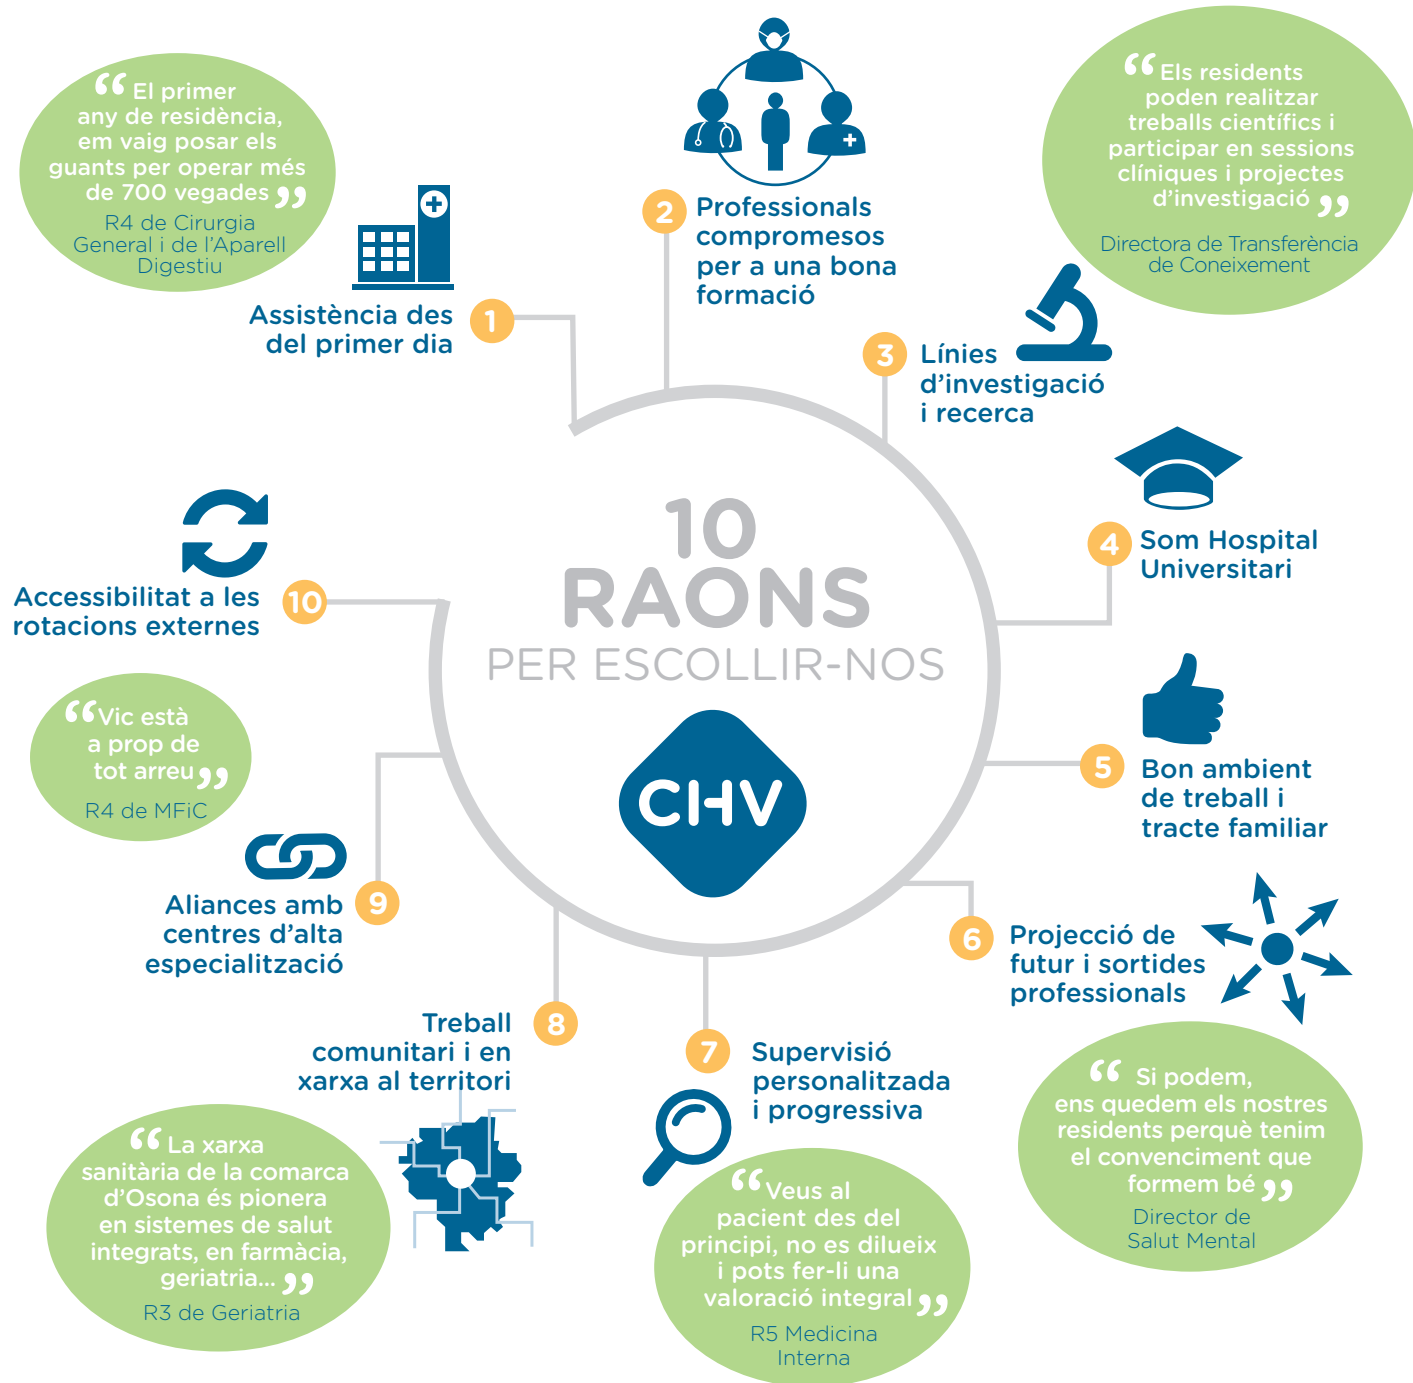 10
RAONS
PER ESCOLLIR-NOS
CHV
1
Assistència des
del primer dia
“ El primer
any de residència,
em vaig posar els
guants per operar més
de 700 vegades ”
R4 de Cirurgia
General i de l’Aparell
Digestiu
2
Professionals
compromesos
per a una bona
formació
3
Línies
d’investigació
i recerca
“ Els residents
poden realitzar
treballs científics i
participar en sessions
clíniques i projectes
d’investigació ”
Directora de Transferència
de Coneixement
4
Som Hospital
Universitari
5
Bon ambient
de treball i
tracte familiar
6
Projecció de
futur i sortides
professionals
“ Si podem,
ens quedem els nostres
residents perquè tenim
el convenciment que
formem bé ”
Director de
Salut Mental
7
Supervisió
personalitzada
i progressiva
“ Veus al
pacient des del
principi, no es dilueix
i pots fer-li una
valoració integral ”
R5 Medicina
Interna
8
Treball
comunitari i en
xarxa al territori
“ La xarxa
sanitària de la comarca
d’Osona és pionera
en sistemes de salut
integrats, en farmàcia,
geriatria... ”
R3 de Geriatria
9
Aliances amb
centres d’alta
especialització
“ Vic està
a prop de
tot arreu ”
R4 de MFiC
10
Accessibilitat a les
rotacions externes